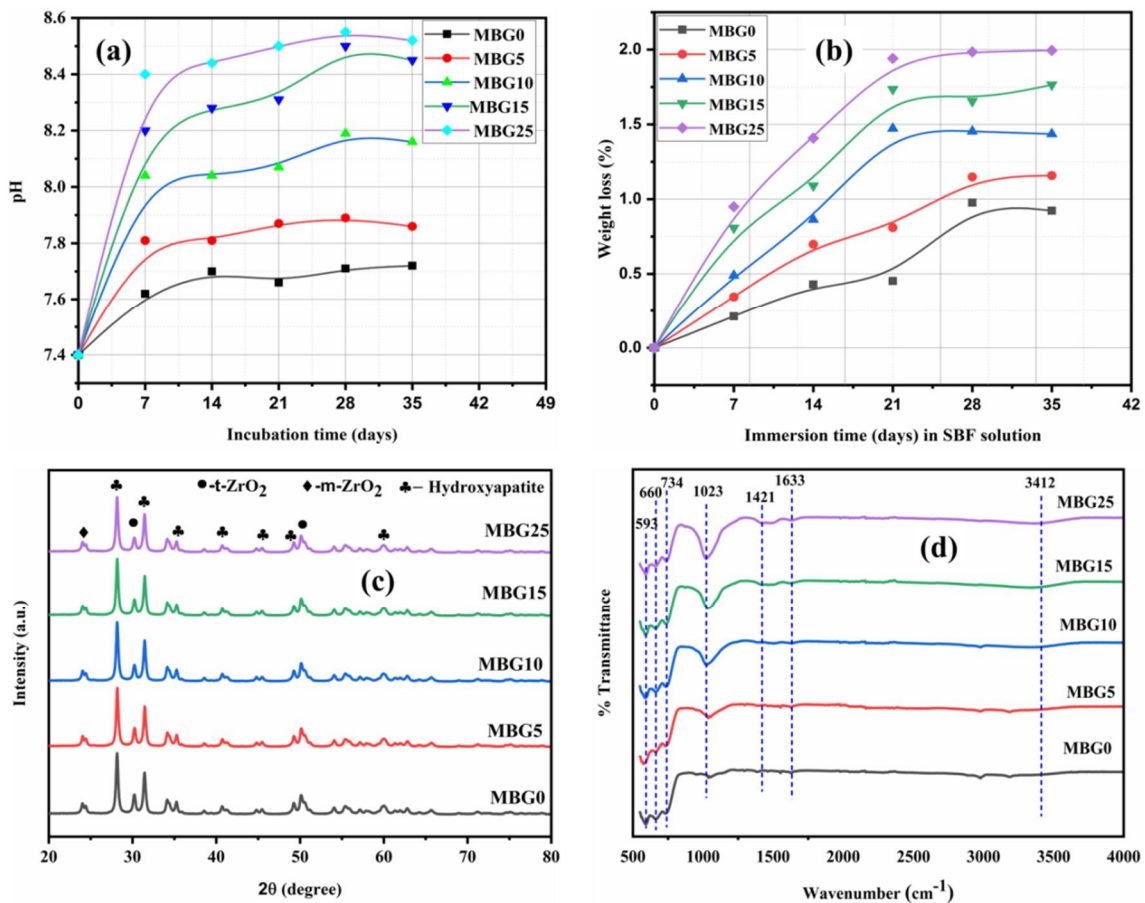 (a)
MBG0
MBG5
MBG10
MBG15
MBG25
8.6
8.4
8.2
8.0
7.8
7.6
7.4
pH
0 7 14 21 28 35 42 49
Incubation time (days)
(b)
MBG0
MBG5
MBG10
MBG15
MBG25
2.0
1.5
1.0
0.5
0.0
Weight loss (%)
0 7 14 21 28 35 42
Immersion time (days) in SBF solution
●-t-ZrO₂ ♦-m-ZrO₂ ♣– Hydroxyapatite
(c)
MBG25
MBG15
MBG10
MBG5
MBG0
Intensity (a.u.)
20 30 40 50 60 70 80
2θ (degree)
593 660 734 1023 1421 1633 3412
(d)
MBG25
MBG15
MBG10
MBG5
MBG0
% Transmittance
500 1000 1500 2000 2500 3000 3500 4000
Wavenumber (cm⁻¹)